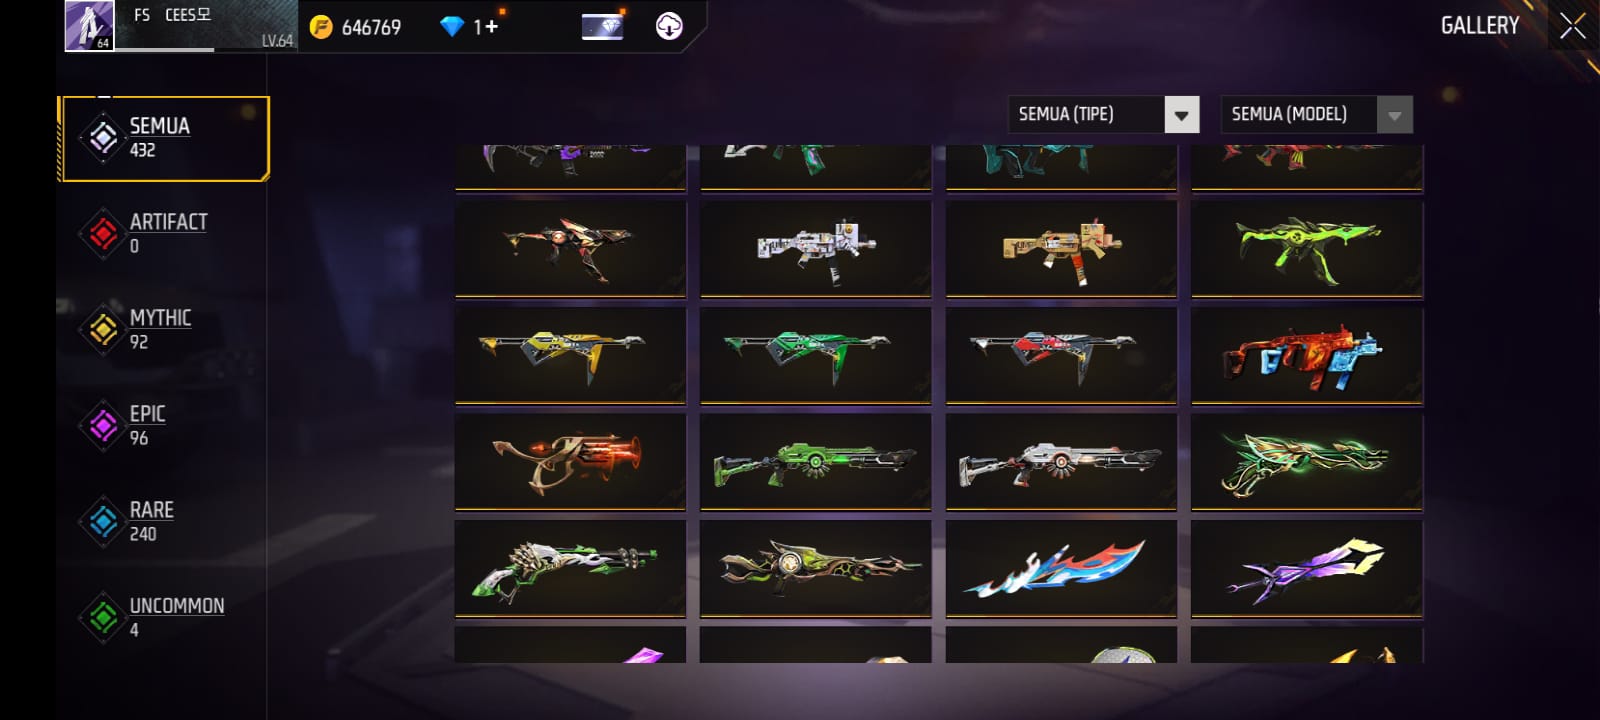 FS CEES모
64
LV.64
646769
1+
GALLERY
SEMUA (TIPE)
SEMUA (MODEL)
SEMUA
432
ARTIFACT
0
MYTHIC
92
EPIC
96
RARE
240
UNCOMMON
4